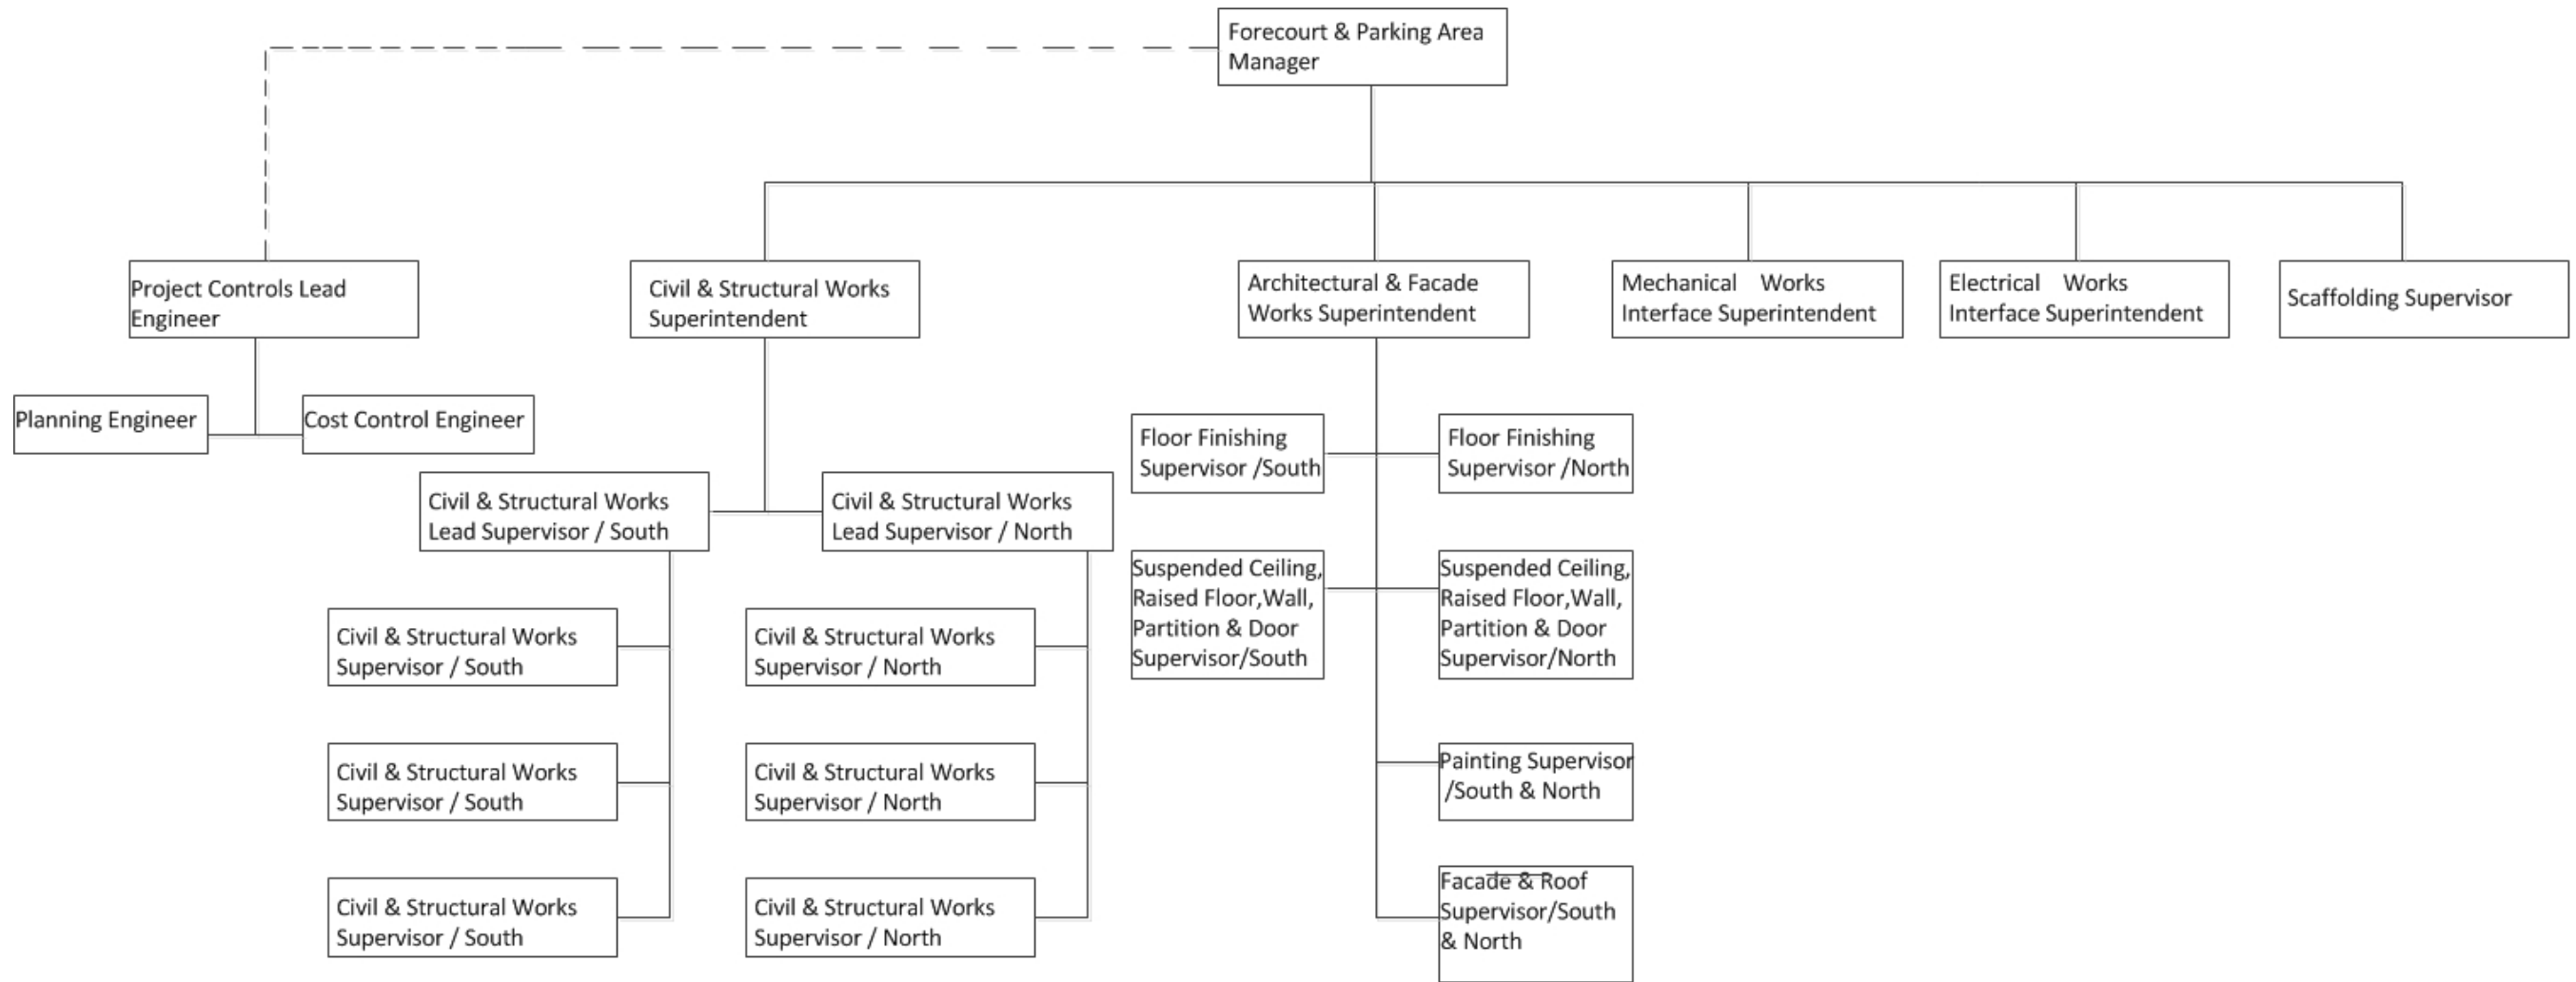 Forecourt & Parking Area
Manager
Project Controls Lead
Engineer
Civil & Structural Works
Superintendent
Architectural & Facade
Works Superintendent
Mechanical Works
Interface Superintendent
Electrical Works
Interface Superintendent
Scaffolding Supervisor
Planning Engineer
Cost Control Engineer
Civil & Structural Works
Lead Supervisor / South
Civil & Structural Works
Lead Supervisor / North
Civil & Structural Works
Supervisor / South
Civil & Structural Works
Supervisor / South
Civil & Structural Works
Supervisor / South
Civil & Structural Works
Supervisor / North
Civil & Structural Works
Supervisor / North
Civil & Structural Works
Supervisor / North
Floor Finishing
Supervisor /South
Floor Finishing
Supervisor /North
Suspended Ceiling,
Raised Floor,Wall,
Partition & Door
Supervisor/South
Suspended Ceiling,
Raised Floor,Wall,
Partition & Door
Supervisor/North
Painting Supervisor
/South & North
Facade & Roof
Supervisor/South
& North